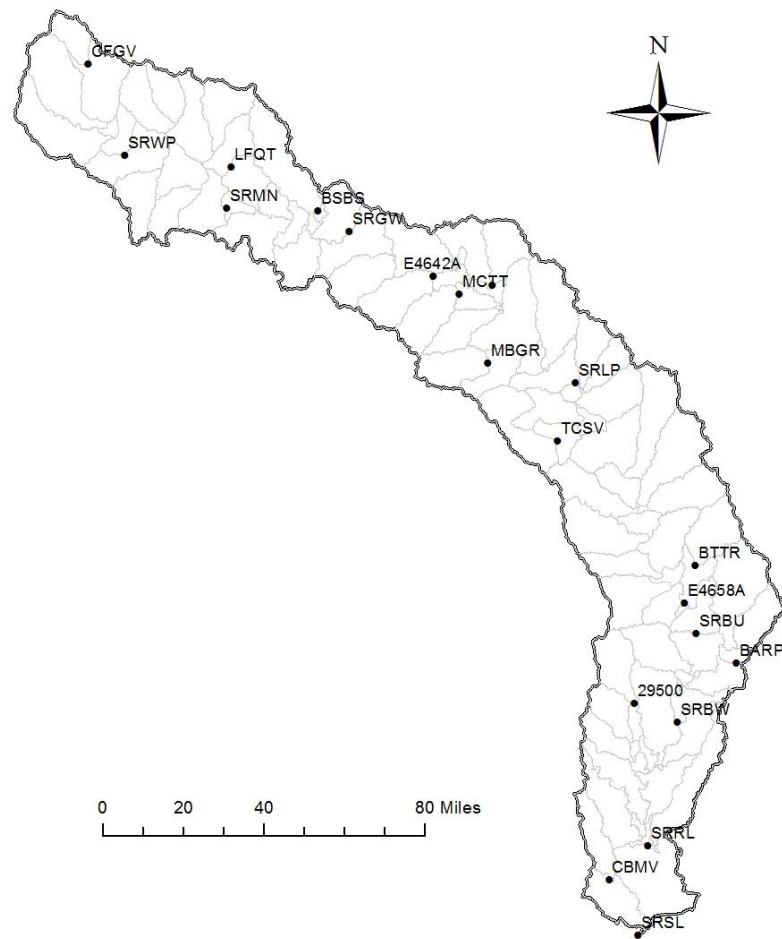 N
CFGV
SRWP
LFQT
SRMN
BSBS
SRGW
E4642A
MCTT
MBGR
SRLP
TCSV
BTTR
E4658A
SRBU
BARP
29500
SRBW
0 20 40 80 Miles
SRRL
CBMV
SRSL